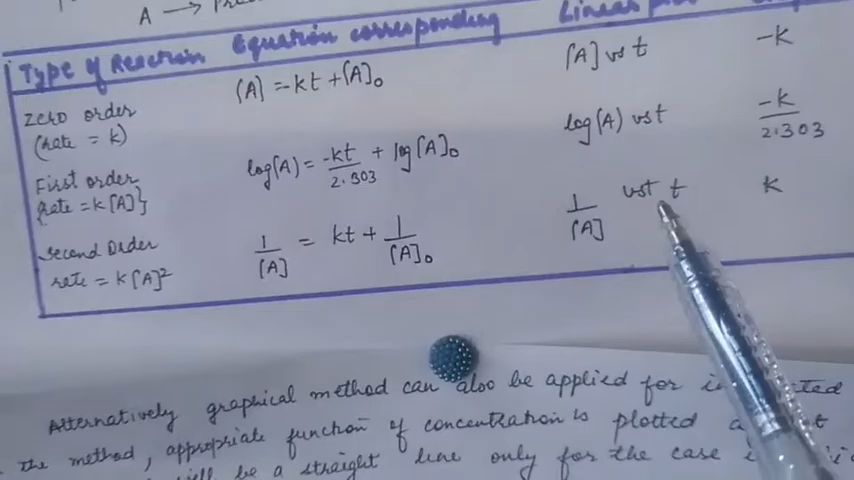 A → Pr
Type of Reaction Equation corresponding Linear plot
Zero order [A] = -kt + [A]₀ [A] vs t -k
(rate = k)
First order log[A] = -kt/2.303 + log[A]₀ log[A] vs t -k/2.303
{rate = k[A]}
Second Order 1/[A] = kt + 1/[A]₀ 1/[A] vst t k
rate = k[A]²
Alternatively graphical method can also be applied for
the method, appropriate function of concentration is plotted
be a straight line only for the case